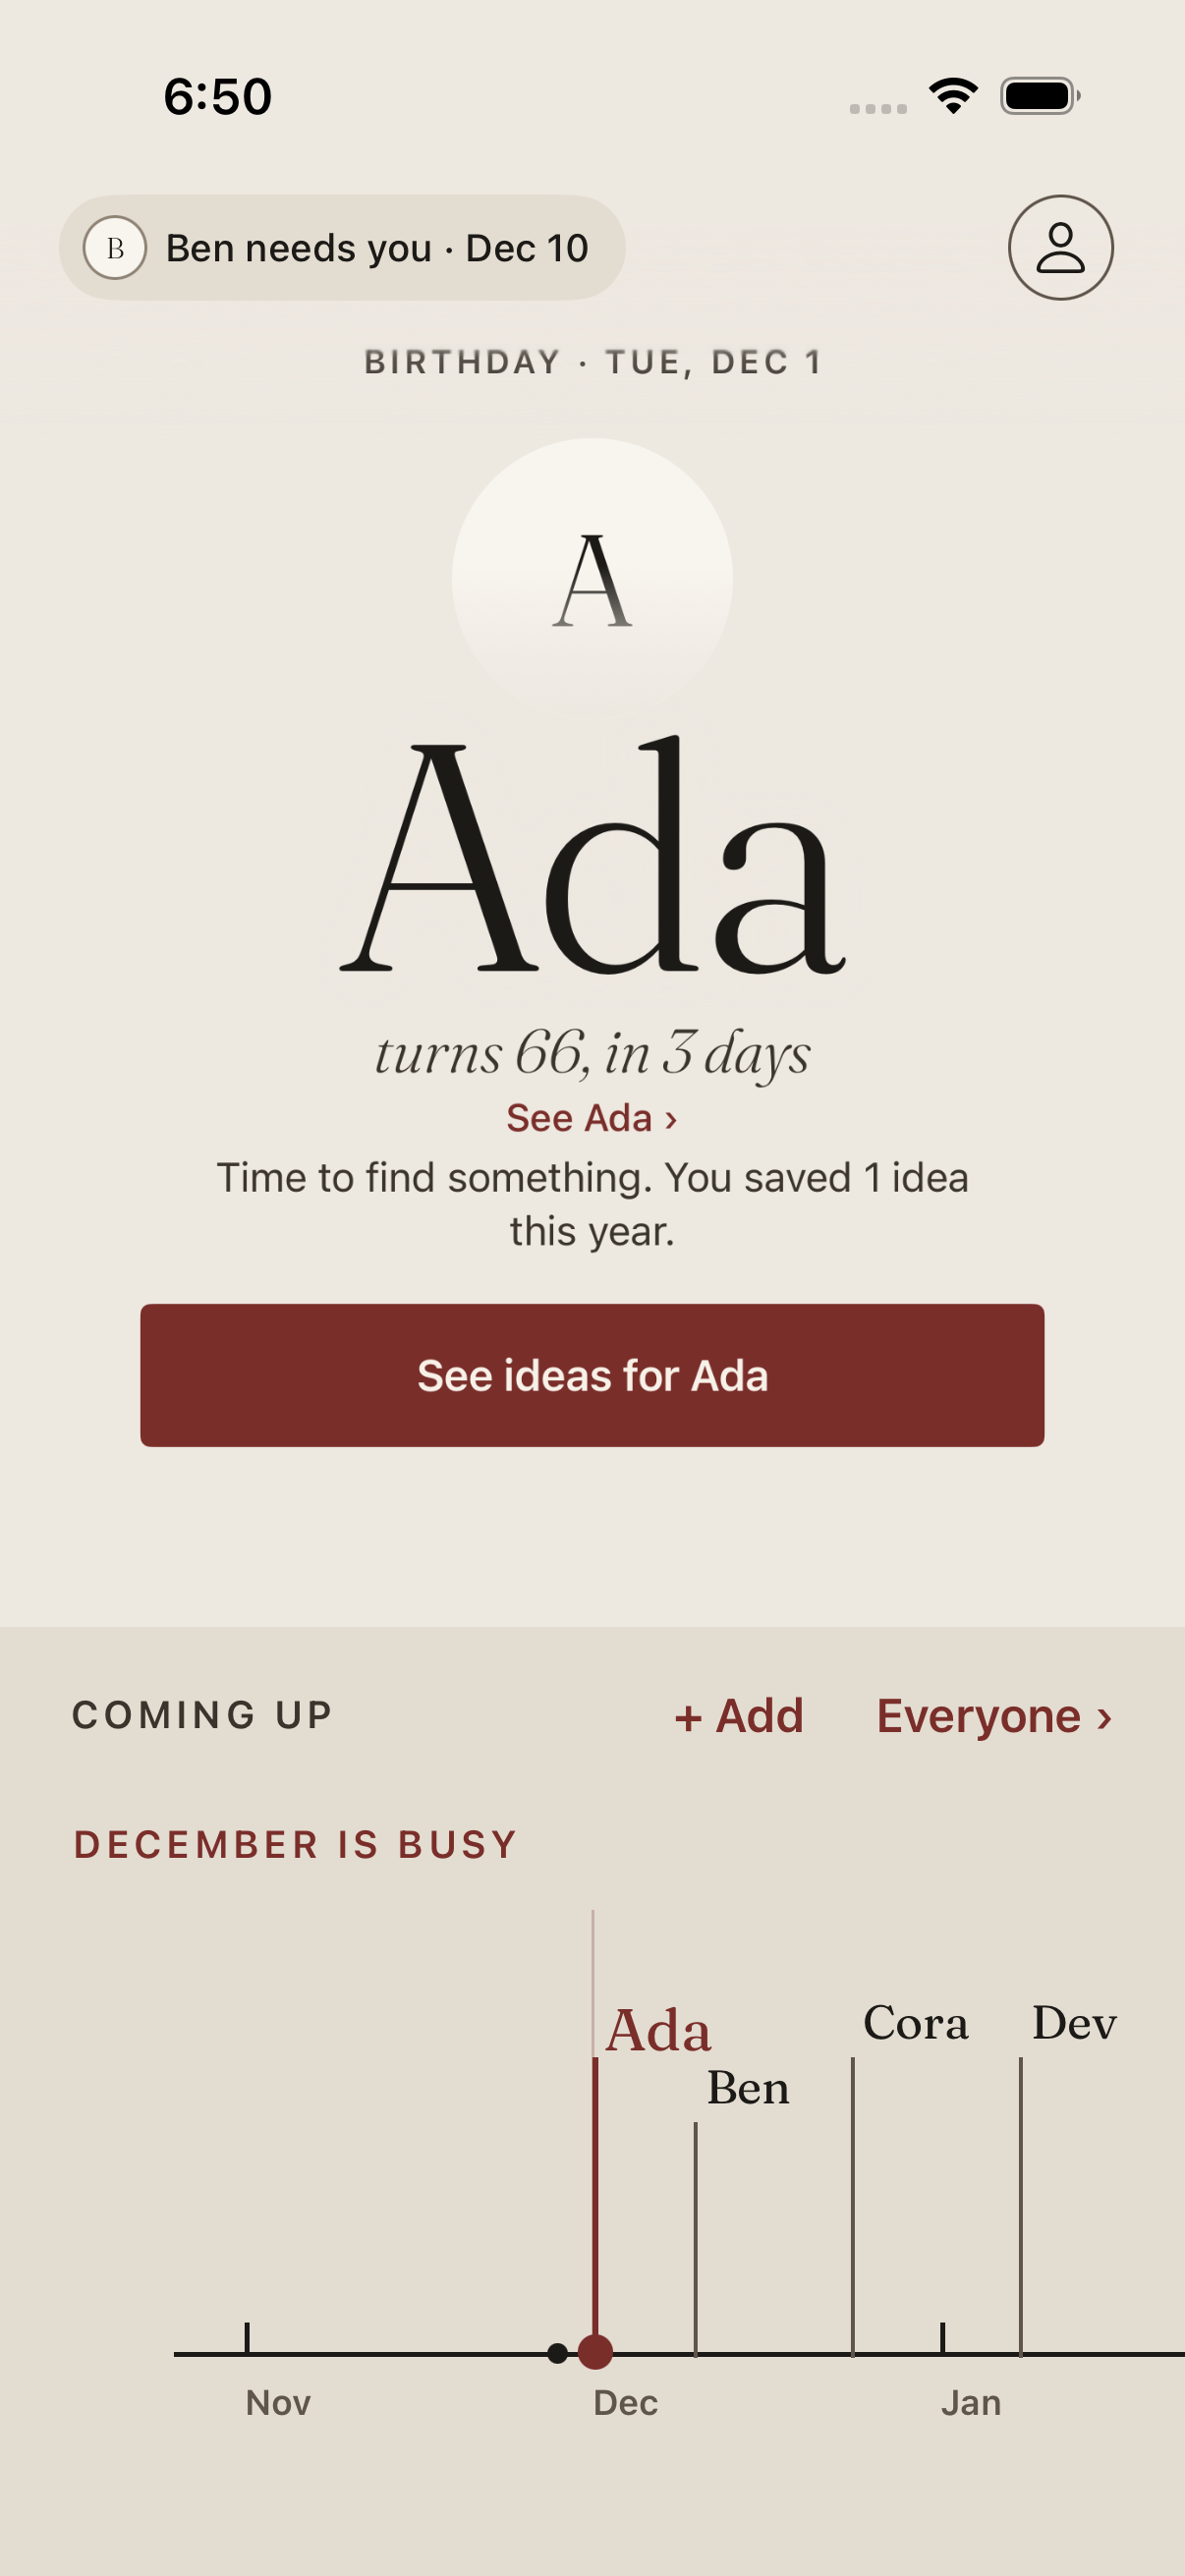 6:50
B Ben needs you · Dec 10
BIRTHDAY · TUE, DEC 1
A
Ada
turns 66, in 3 days
See Ada ›
Time to find something. You saved 1 idea
this year.
See ideas for Ada
COMING UP + Add Everyone ›
DECEMBER IS BUSY
Ada Cora Dev
Ben
Nov Dec Jan